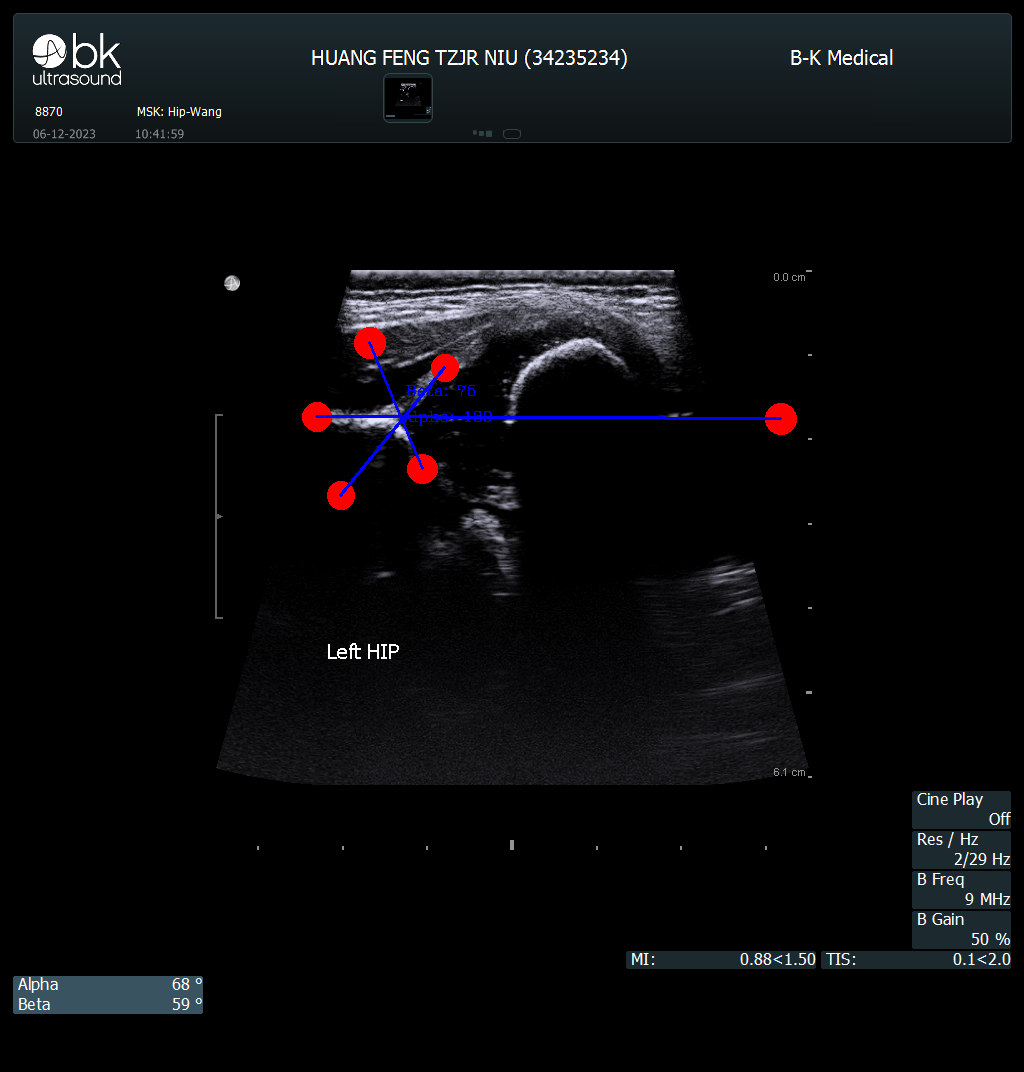 bk
ultrasound
HUANG FENG TZJR NIU (34235234)
B-K Medical
8870
MSK: Hip-Wang
06-12-2023
10:41:59
0.0 cm
Left HIP
6.1 cm
Cine Play
Off
Res / Hz
2/29 Hz
B Freq
9 MHz
B Gain
50 %
MI: 0.88<1.50
TIS: 0.1<2.0
Alpha 68 º
Beta 59 º